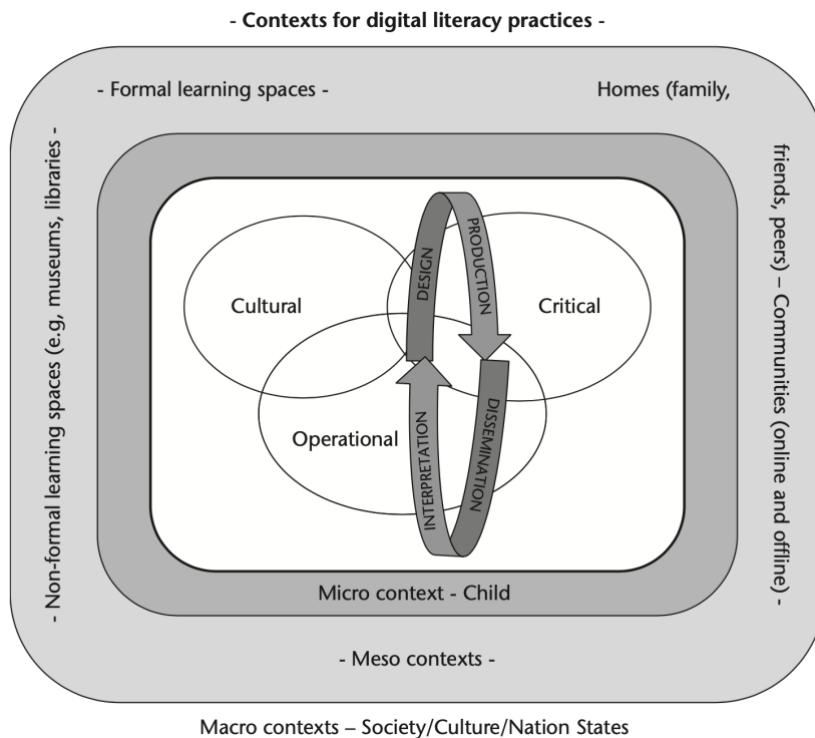 - Contexts for digital literacy practices -
- Formal learning spaces -
Homes (family,
friends, peers) – Communities (online and offline) -
- Non-formal learning spaces (e.g, museums, libraries -
DESIGN
PRODUCTION
Cultural
Critical
Operational
INTERPRETATION
DISSEMINATION
Micro context - Child
- Meso contexts -
Macro contexts – Society/Culture/Nation States